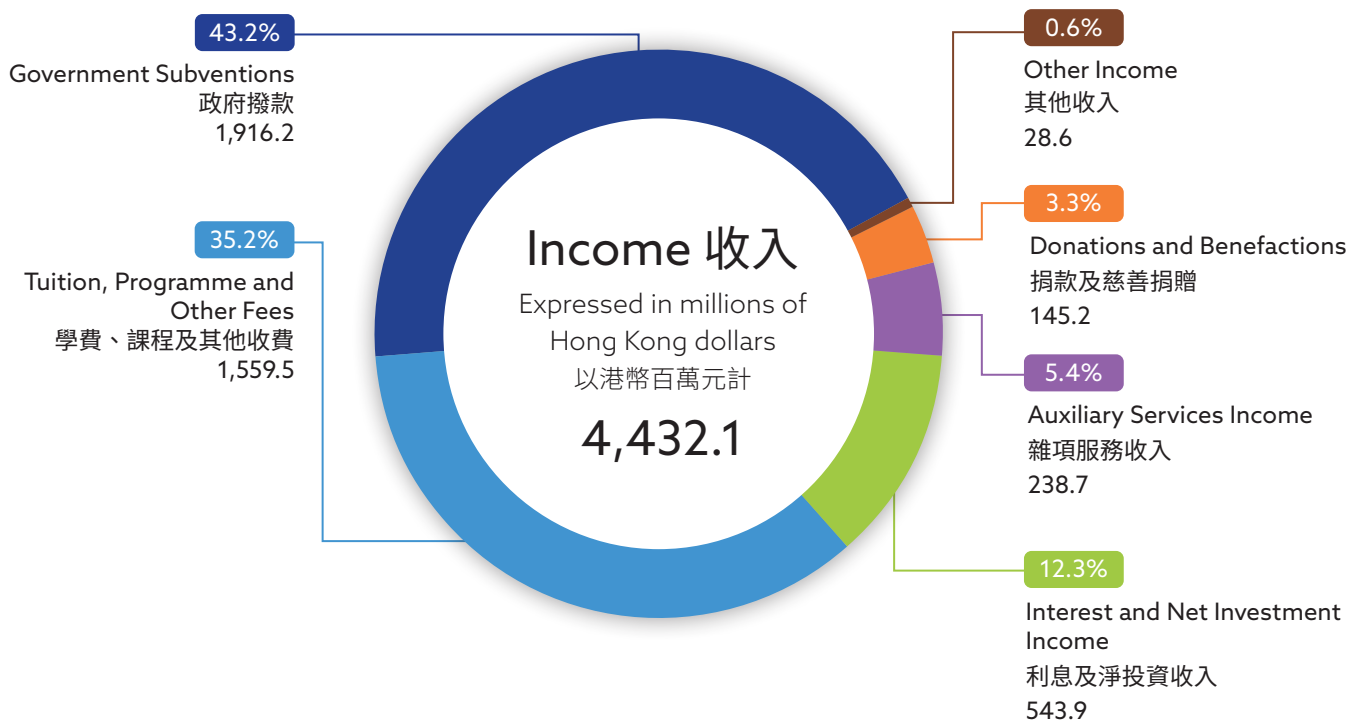 43.2%
Government Subventions
政府撥款
1,916.2
35.2%
Tuition, Programme and
Other Fees
學費、課程及其他收費
1,559.5
Income 收入
Expressed in millions of
Hong Kong dollars
以港幣百萬元計
4,432.1
0.6%
Other Income
其他收入
28.6
3.3%
Donations and Benefactions
捐款及慈善捐贈
145.2
5.4%
Auxiliary Services Income
雜項服務收入
238.7
12.3%
Interest and Net Investment
Income
利息及淨投資收入
543.9